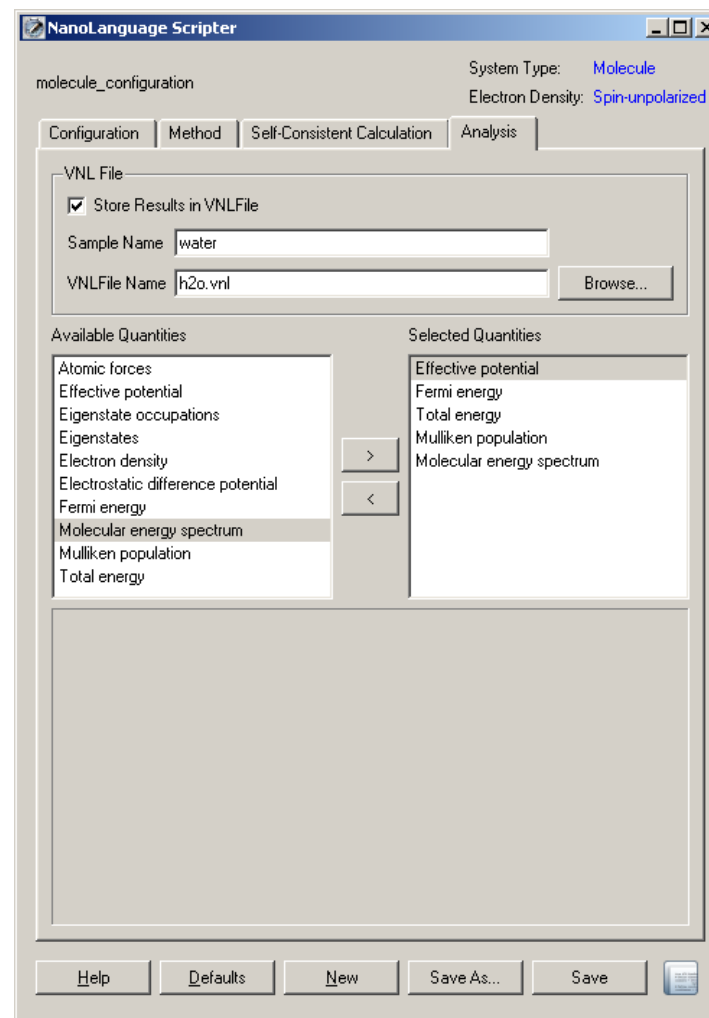 NanoLanguage Scripter
molecule_configuration
System Type: Molecule
Electron Density: Spin-unpolarized
Configuration Method Self-Consistent Calculation Analysis
VNL File
Store Results in VNLFile
Sample Name water
VNLFile Name h2o.vnl Browse...
Available Quantities
Atomic forces
Effective potential
Eigenstate occupations
Eigenstates
Electron density
Electrostatic difference potential
Fermi energy
Molecular energy spectrum
Mulliken population
Total energy
>
<
Selected Quantities
Effective potential
Fermi energy
Total energy
Mulliken population
Molecular energy spectrum
Help Defaults New Save As... Save